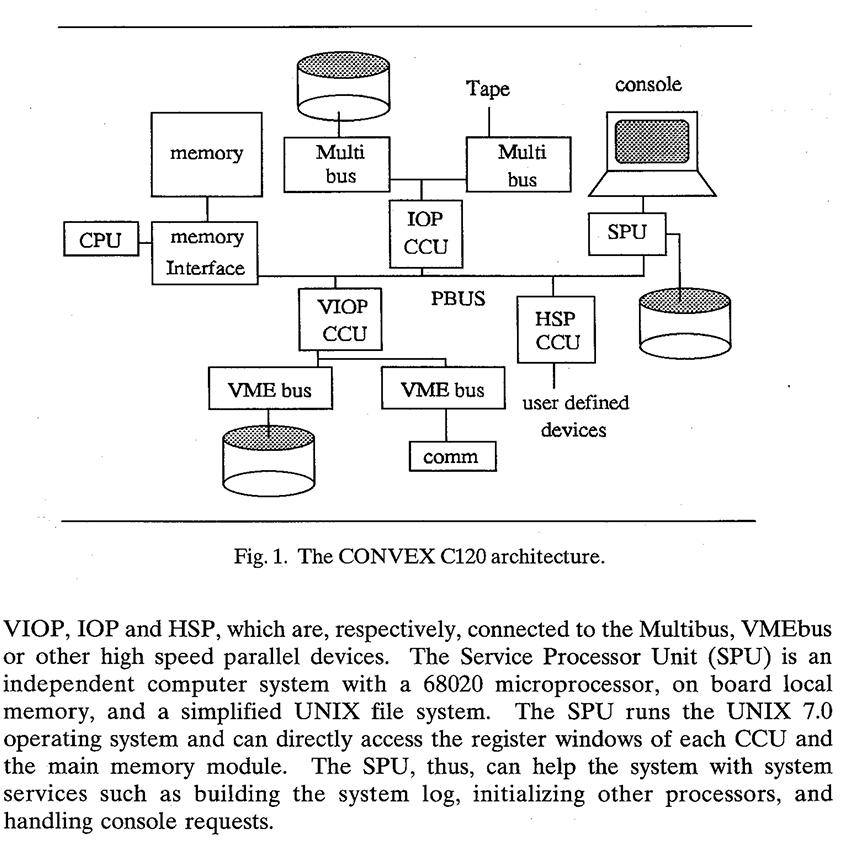 Tape
console
memory
Multi
bus
Multi
bus
CPU
memory
Interface
IOP
CCU
SPU
PBUS
VIOP
CCU
HSP
CCU
VME bus
VME bus
user defined
devices
comm
Fig. 1. The CONVEX C120 architecture.
VIOP, IOP and HSP, which are, respectively, connected to the Multibus, VMEbus
or other high speed parallel devices. The Service Processor Unit (SPU) is an
independent computer system with a 68020 microprocessor, on board local
memory, and a simplified UNIX file system. The SPU runs the UNIX 7.0
operating system and can directly access the register windows of each CCU and
the main memory module. The SPU, thus, can help the system with system
services such as building the system log, initializing other processors, and
handling console requests.